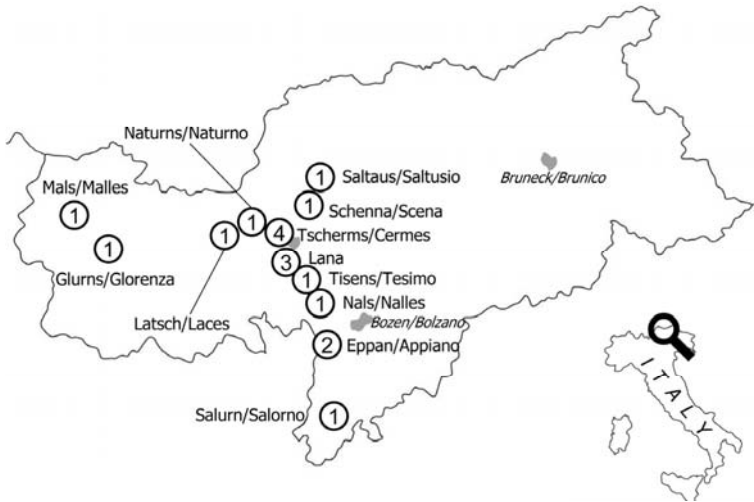 Naturns/Naturno
Mals/Malles
1
1
Glurns/Glorenza
Latsch/Laces
1
1
1
Saltaus/Saltusio
1
Schenna/Scena
4
Tscherms/Cermes
3
Lana
1
Tisens/Tesimo
1
Nals/Nalles
Bozen/Bolzano
2
Eppan/Appiano
Salurn/Salorno
1
Bruneck/Brunico
ITALY